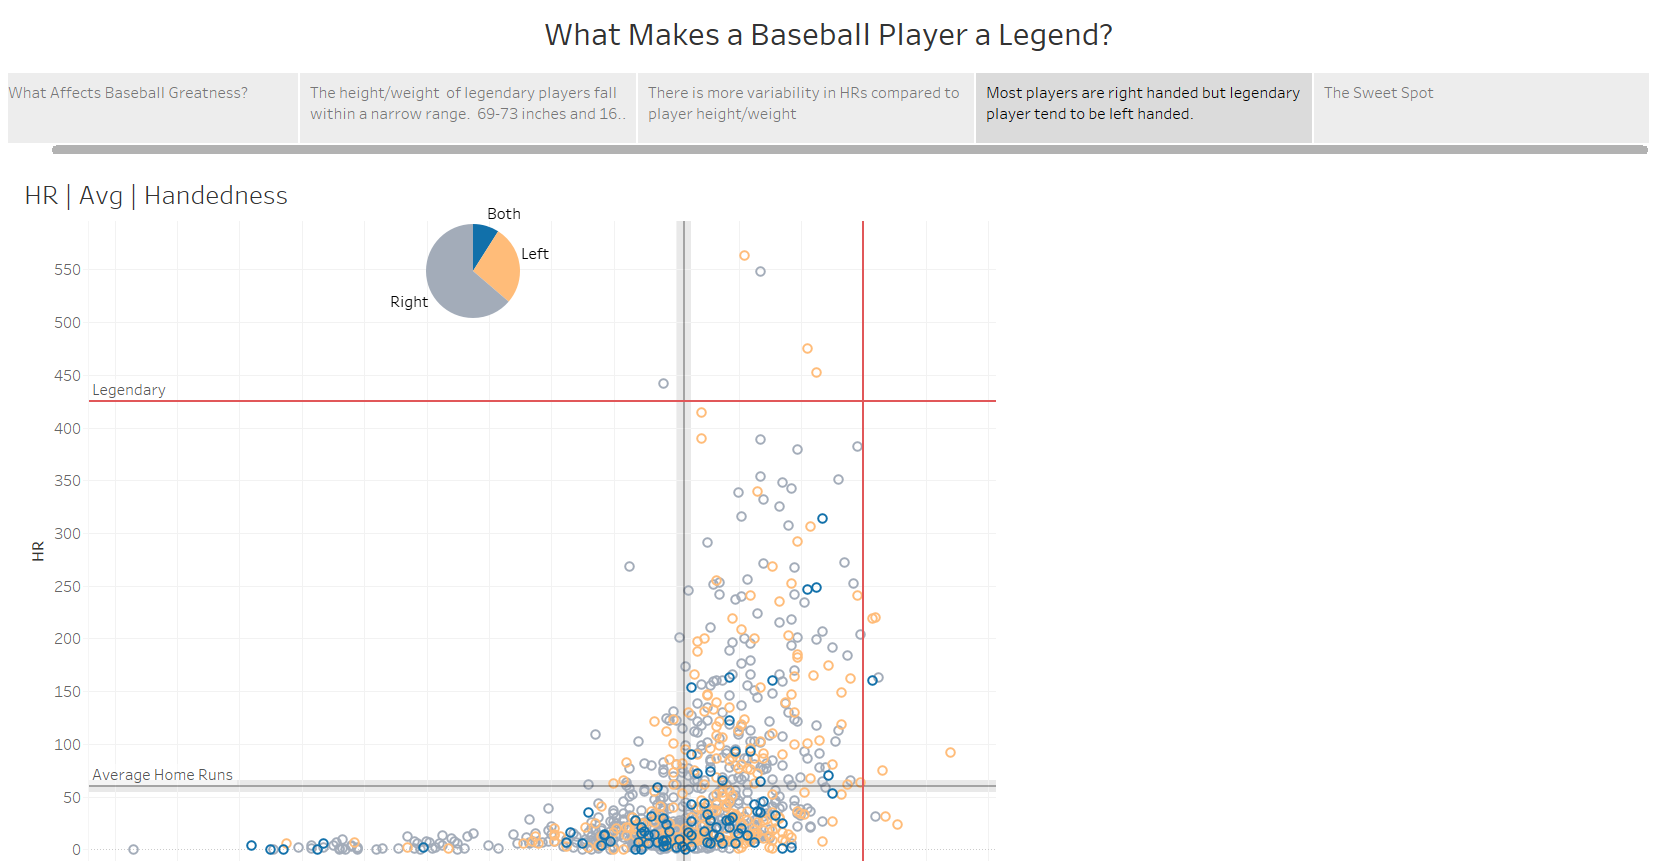 What Makes a Baseball Player a Legend?
What Affects Baseball Greatness?
The height/weight of legendary players fall
within a narrow range. 69-73 inches and 16..
There is more variability in HRs compared to
player height/weight
Most players are right handed but legendary
player tend to be left handed.
The Sweet Spot
HR | Avg | Handedness
Both
Left
Right
550
500
450
Legendary
400
350
300
HR
250
200
150
100
Average Home Runs
50
0